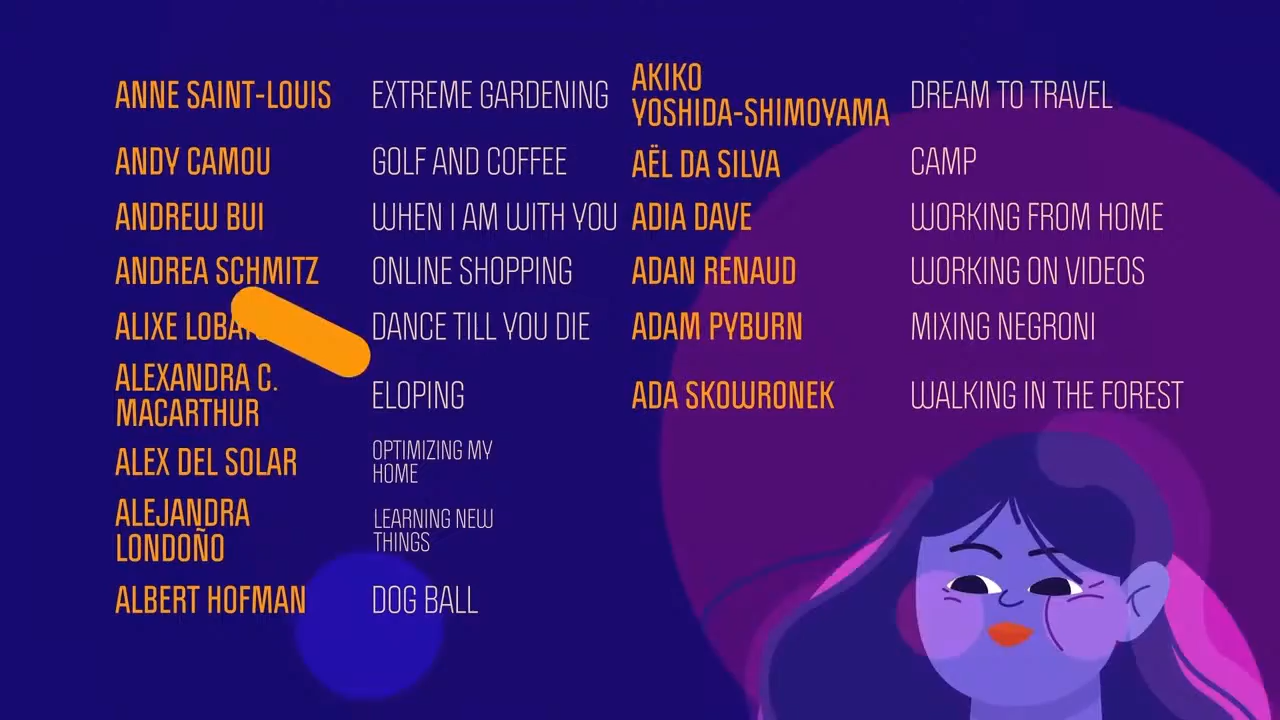 ANNE SAINT-LOUIS
EXTREME GARDENING
ANDY CAMOU
GOLF AND COFFEE
ANDREW BUI
WHEN I AM WITH YOU
ANDREA SCHMITZ
ONLINE SHOPPING
ALIXE
DANCE TILL YOU DIE
ALEXANDRA C.
MACARTHUR
ELOPING
ALEX DEL SOLAR
OPTIMIZING MY
HOME
ALEJANDRA
LONDOÑO
LEARNING NEW
THINGS
ALBERT HOFMAN
DOG BALL
AKIKO
YOSHIDA-SHIMOYAMA
DREAM TO TRAVEL
AËL DA SILVA
CAMP
ADIA DAVE
WORKING FROM HOME
ADAN RENAUD
WORKING ON VIDEOS
ADAM PYBURN
MIXING NEGRONI
ADA SKOWRONEK
WALKING IN THE FOREST